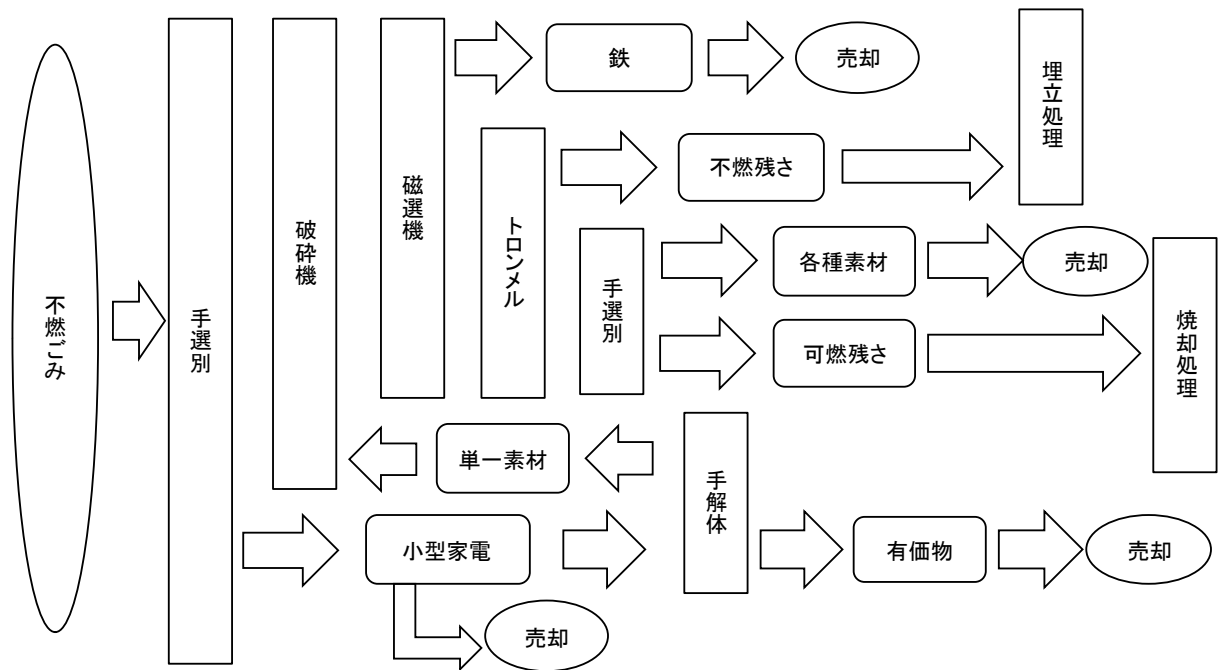 不燃ごみ
手選別
破砕機
磁選機
鉄
売却
埋立処理
トロンメル
不燃残さ
手選別
各種素材
売却
可燃残さ
焼却処理
単一素材
手解体
小型家電
有価物
売却
売却